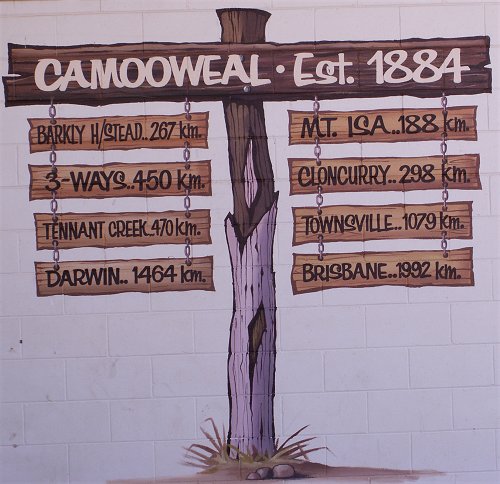 CAMOOWEAL · EST. 1884
BARKLY H/STEAD..267 KM.
3-WAYS..450 KM.
TENNANT CREEK.470 KM.
DARWIN..1464 KM.
MT. ISA..188 KM.
CLONCURRY..298 KM.
TOWNSVILLE..1079 KM.
BRISBANE..1992 KM.